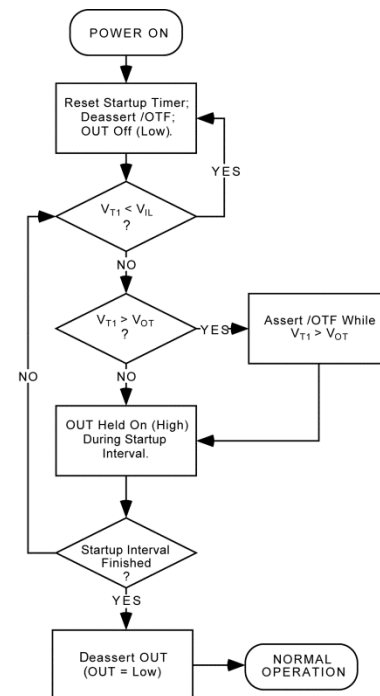 POWER ON
Reset Startup Timer;
Deassert /OTF;
OUT Off (Low).
YES
V_T1 < V_IL
?
NO
V_T1 > V_OT
?
YES
Assert /OTF While
V_T1 > V_OT
NO
NO
OUT Held On (High)
During Startup
Interval.
Startup Interval
Finished
?
YES
Deassert OUT
(OUT = Low)
NORMAL
OPERATION